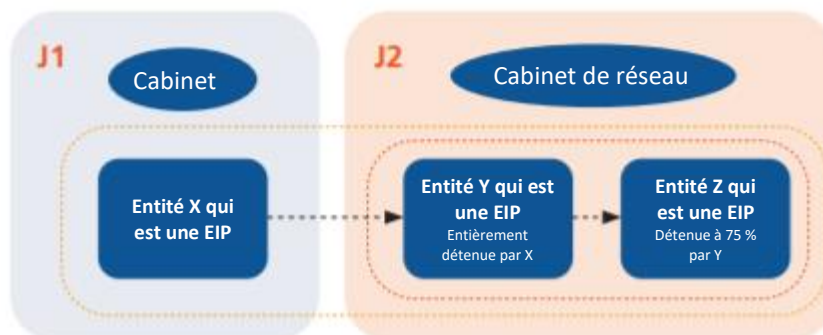 J1
Cabinet
J2
Cabinet de réseau
Entité X qui
est une EIP
Entité Y qui est
une EIP
Entièrement
détenue par X
Entité Z qui
est une EIP
Détenue à 75 %
par Y